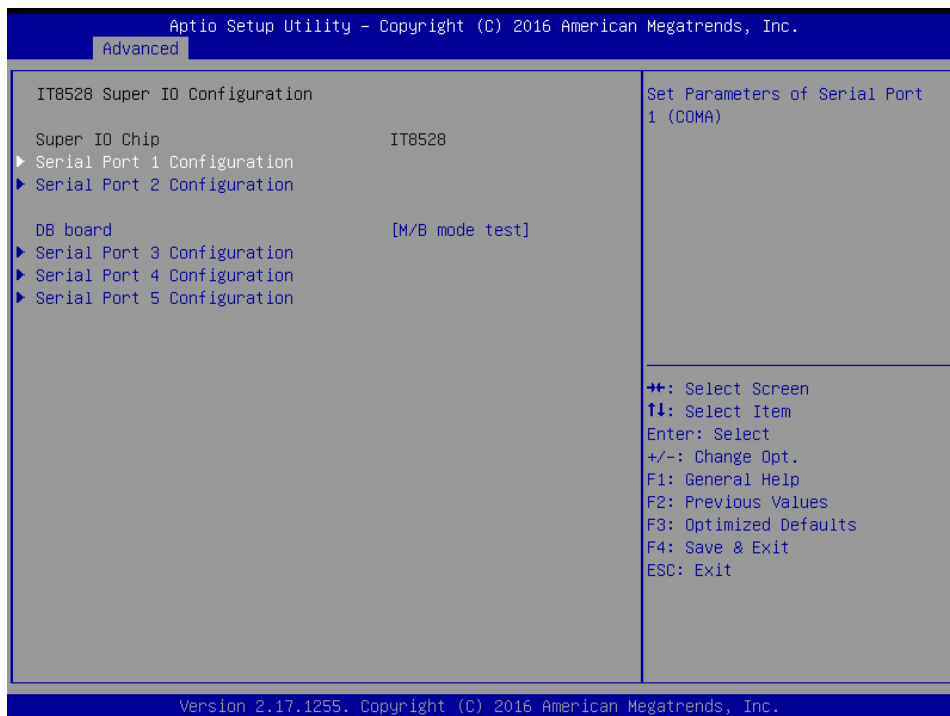 Aptio Setup Utility – Copyright (C) 2016 American Megatrends, Inc.
Advanced
IT8528 Super IO Configuration
Super IO Chip IT8528
Serial Port 1 Configuration
Serial Port 2 Configuration
DB board [M/B mode test]
Serial Port 3 Configuration
Serial Port 4 Configuration
Serial Port 5 Configuration
Set Parameters of Serial Port
1 (COMA)
→←: Select Screen
↑↓: Select Item
Enter: Select
+/-: Change Opt.
F1: General Help
F2: Previous Values
F3: Optimized Defaults
F4: Save & Exit
ESC: Exit
Version 2.17.1255. Copyright (C) 2016 American Megatrends, Inc.